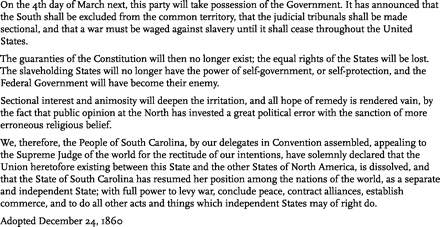 On the 4th day of March next, this party will take possession of the Government. It has announced that
the South shall be excluded from the common territory, that the judicial tribunals shall be made
sectional, and that a war must be waged against slavery until it shall cease throughout the United
States.
The guaranties of the Constitution will then no longer exist; the equal rights of the States will be lost.
The slaveholding States will no longer have the power of self-government, or self-protection, and the
Federal Government will have become their enemy.
Sectional interest and animosity will deepen the irritation, and all hope of remedy is rendered vain, by
the fact that public opinion at the North has invested a great political error with the sanction of more
erroneous religious belief.
We, therefore, the People of South Carolina, by our delegates in Convention assembled, appealing to
the Supreme Judge of the world for the rectitude of our intentions, have solemnly declared that the
Union heretofore existing between this State and the other States of North America, is dissolved, and
that the State of South Carolina has resumed her position among the nations of the world, as a separate
and independent State; with full power to levy war, conclude peace, contract alliances, establish
commerce, and to do all other acts and things which independent States may of right do.
Adopted December 24, 1860